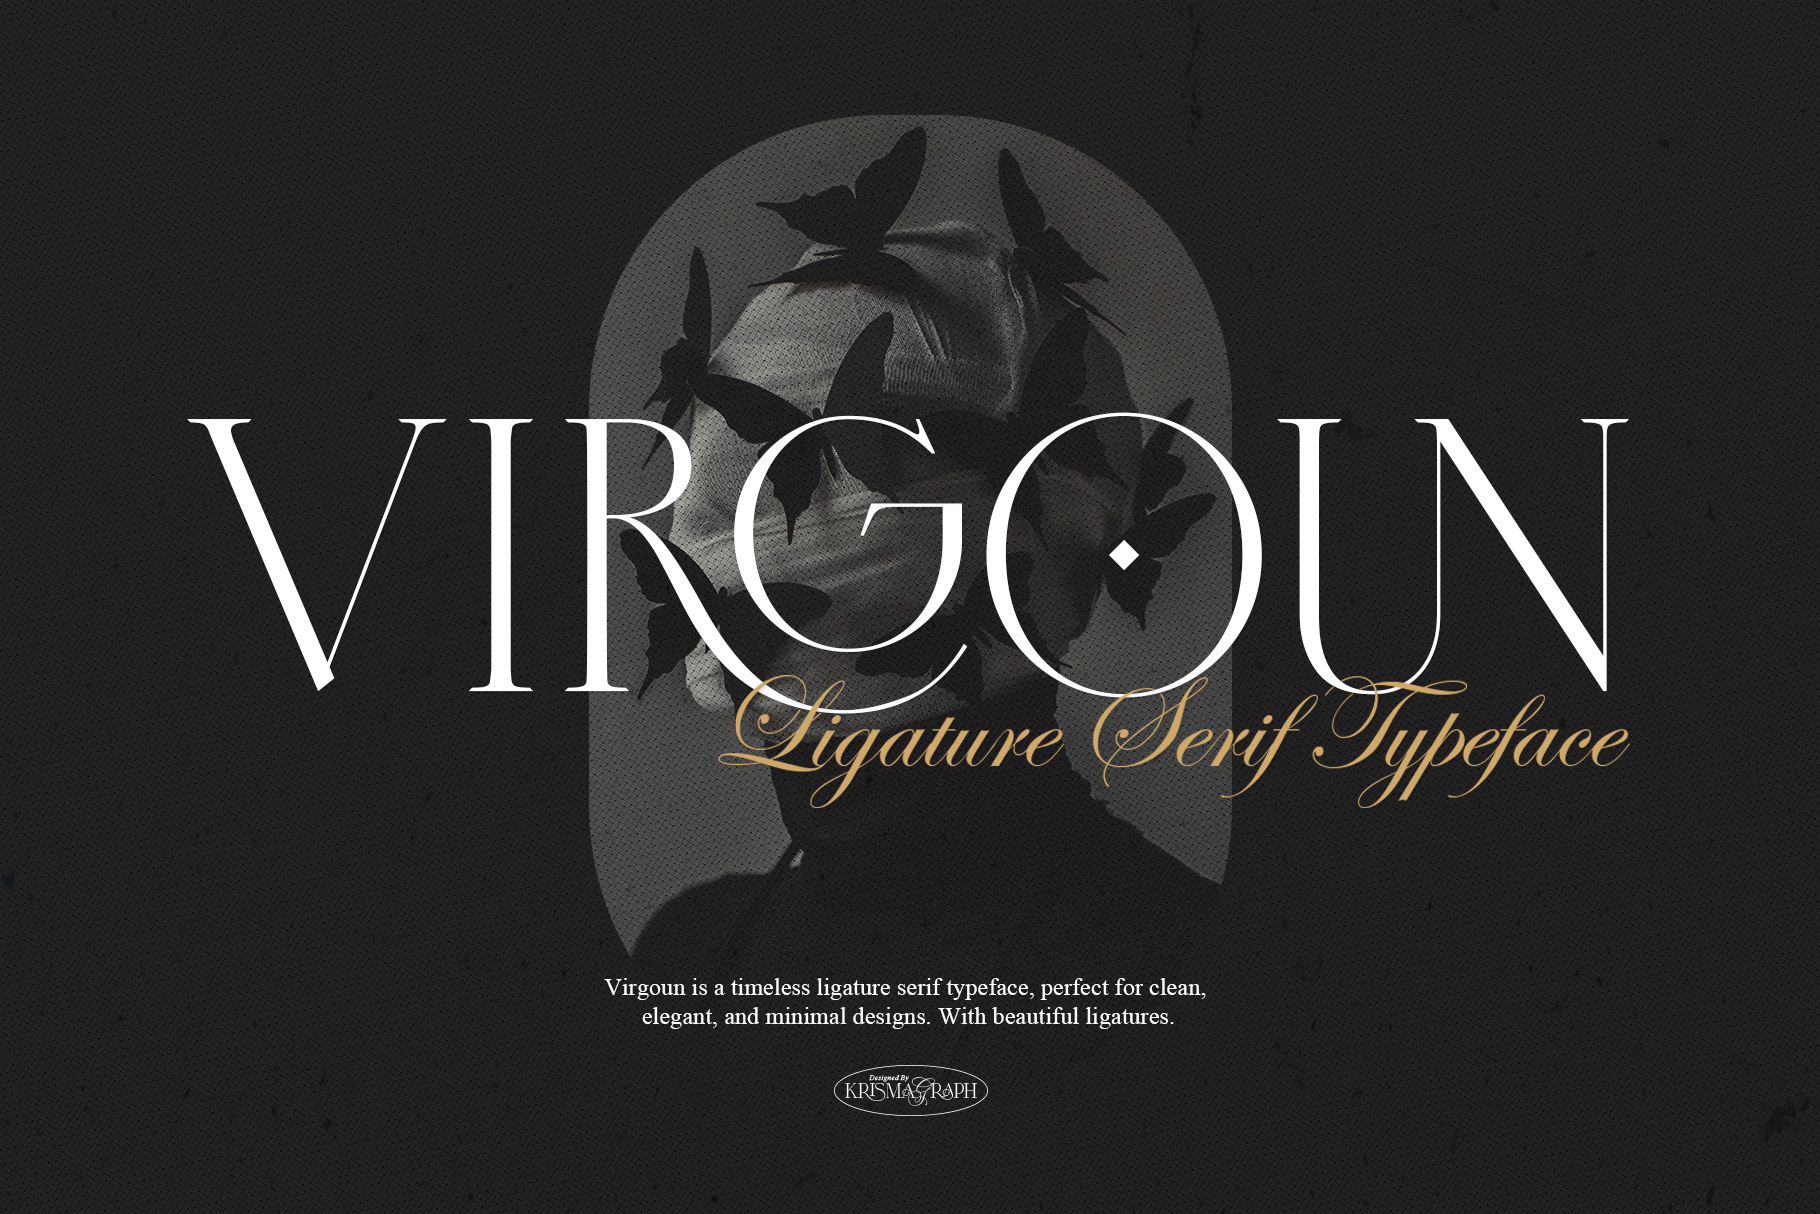 VIRGOUN
Ligature Serif Typeface
Virgoun is a timeless ligature serif typeface, perfect for clean,
elegant, and minimal designs. With beautiful ligatures.
Designed By
KRISMAGRAPH